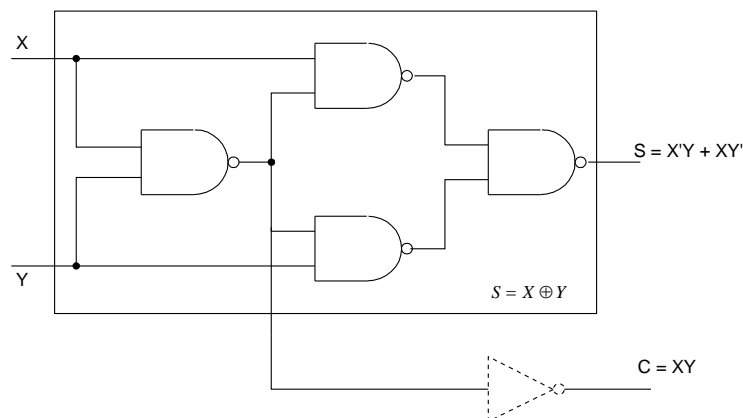 X
S = X'Y + XY'
Y
S = X ⊕ Y
C = XY